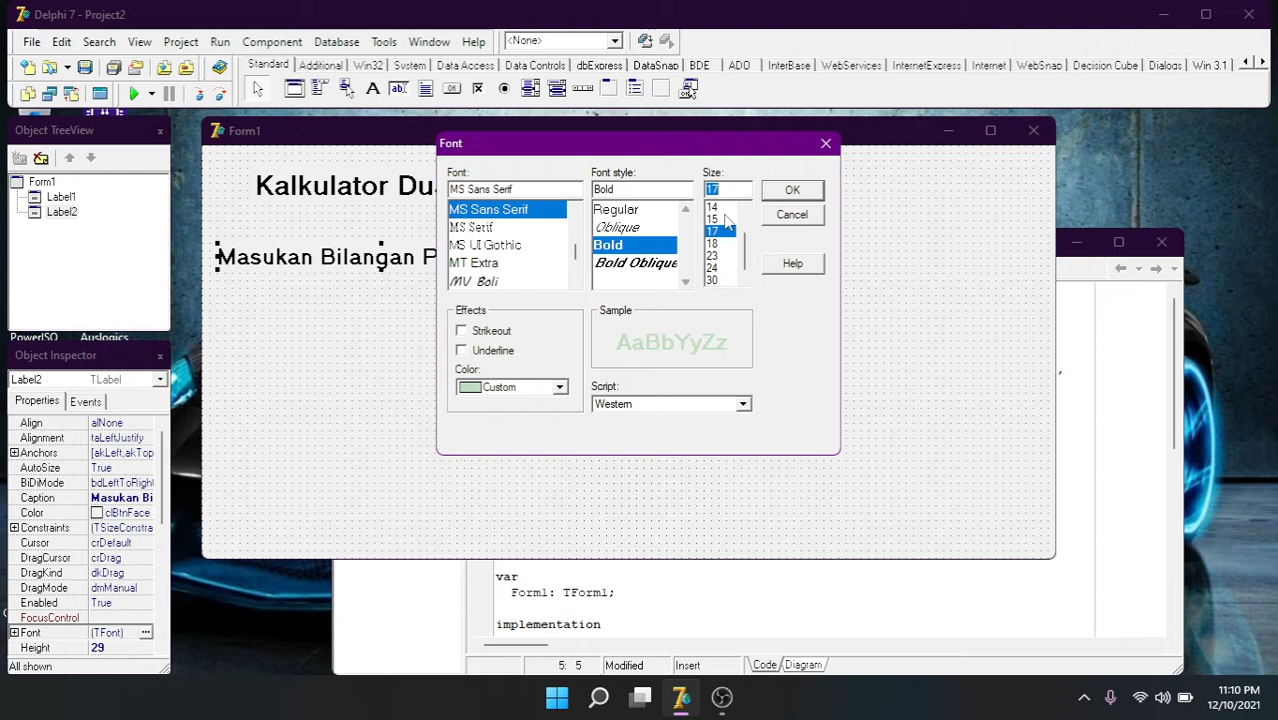 Delphi 7 - Project2
File Edit Search View Project Run Component Database Tools Window Help <None>
Standard Additional Win32 System Data Access Data Controls dbExpress DataSnap BDE ADO InterBase WebServices InternetExpress Internet WebSnap Decision Cube Dialogs Win 3.1
Object TreeView
Form1
Label1
Label2
PowerISO Auslogics
Object Inspector
Label2 TLabel
Properties Events
Align alNone
Alignment taLeftJustify
Anchors [akLeft,akTop
AutoSize True
BiDiMode bdLeftToRight
Caption Masukan Bi
Color clBtnFace
Constraints (TSizeConstra
Cursor crDefault
DragCursor crDrag
DragKind dkDrag
DragMode dmManual
Enabled True
FocusControl
Font (TFont) ...
Height 29
All shown
Form1
Kalkulator Du
Masukan Bilangan P
Font
Font: Font style: Size:
MS Sans Serif Bold 17 OK
MS Sans Serif
MS Serif
MS UI Gothic
MT Extra
MV Boli
Regular
Oblique
Bold
Bold Oblique
14
15
17
18
23
24
30
Cancel
Help
Effects
Strikeout
Underline
Color:
Custom
Sample
AaBbYyZz
Script:
Western
var
Form1: TForm1;
implementation
5: 5 Modified Insert Code Diagram
11:10 PM
12/10/2021